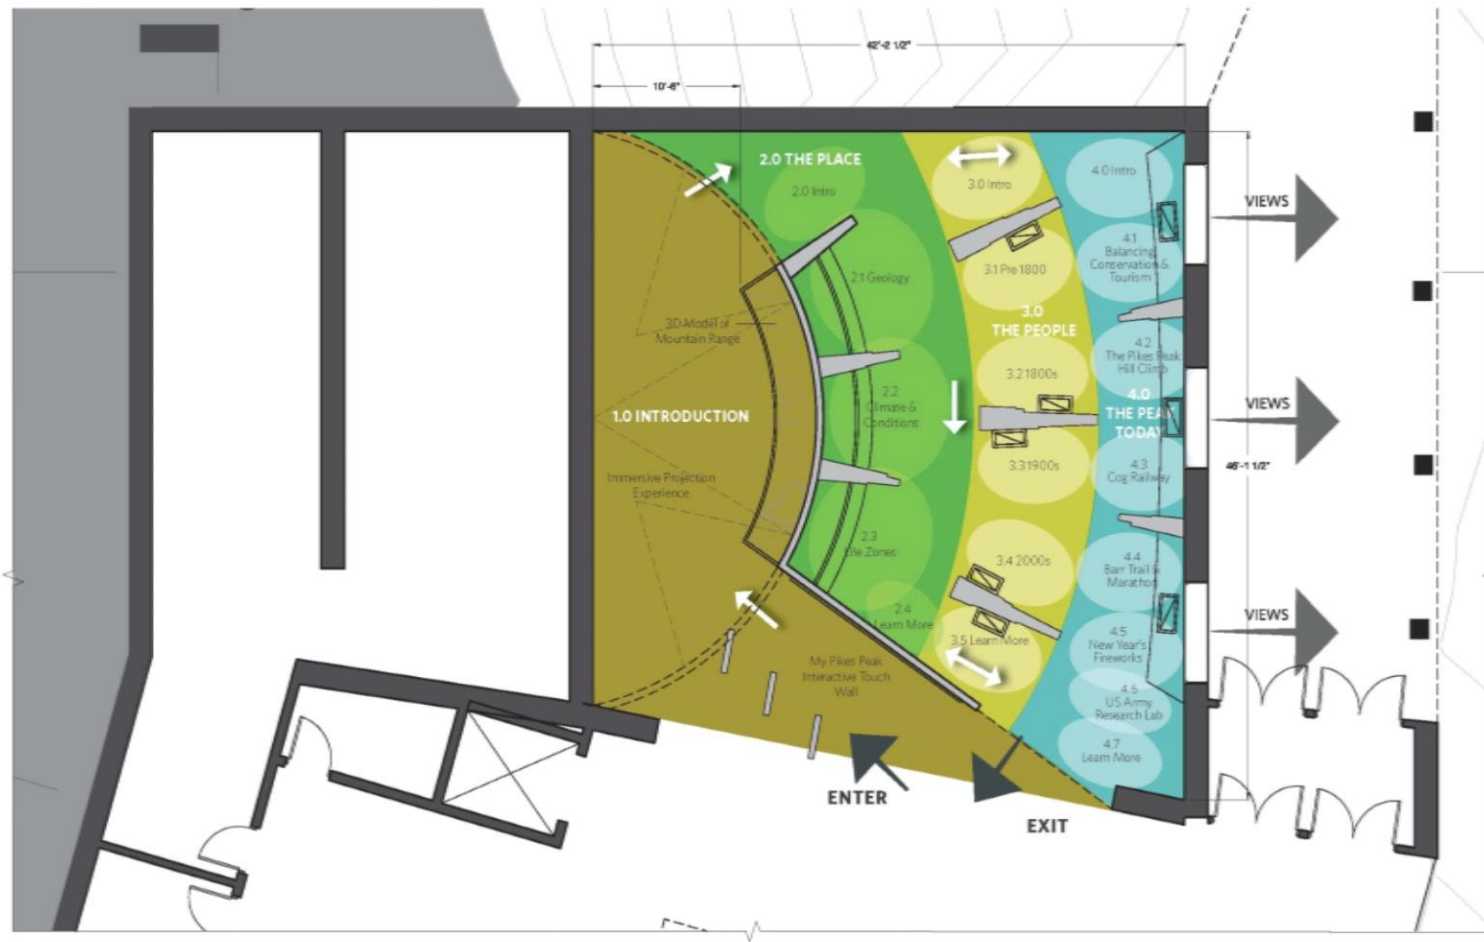 42'-2 1/2"
10'-6"
2.0 THE PLACE
2.0 Intro
3.0 Intro
4.0 Intro
VIEWS
2.1 Geology
3.1 Pre 1800
4.1
Balancing
Conservation &
Tourism
3D Model of
Mountain Range
3.0
THE PEOPLE
4.2
The Pikes Peak
Hill Climb
1.0 INTRODUCTION
2.2
Climate &
Conditions
3.2 1800s
4.0
THE PEAK
TODAY
VIEWS
Immersive Projection
Experience
3.3 1900s
4.3
Cog Railway
46'-1 1/2"
2.3
Life Zones
3.4 2000s
4.4
Barr Trail &
Marathon
2.4
Learn More
3.5 Learn More
4.5
New Year's
Fireworks
VIEWS
My Pikes Peak
Interactive Touch
Wall
4.6
US Army
Research Lab
4.7
Learn More
ENTER
EXIT